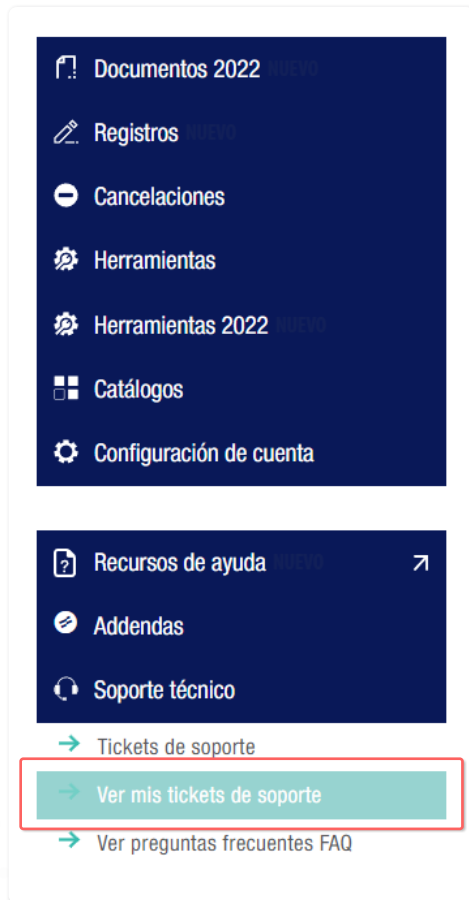 Documentos 2022 NUEVO
Registros NUEVO
Cancelaciones
Herramientas
Herramientas 2022 NUEVO
Catálogos
Configuración de cuenta
Recursos de ayuda NUEVO
Addendas
Soporte técnico
Tickets de soporte
Ver mis tickets de soporte
Ver preguntas frecuentes FAQ